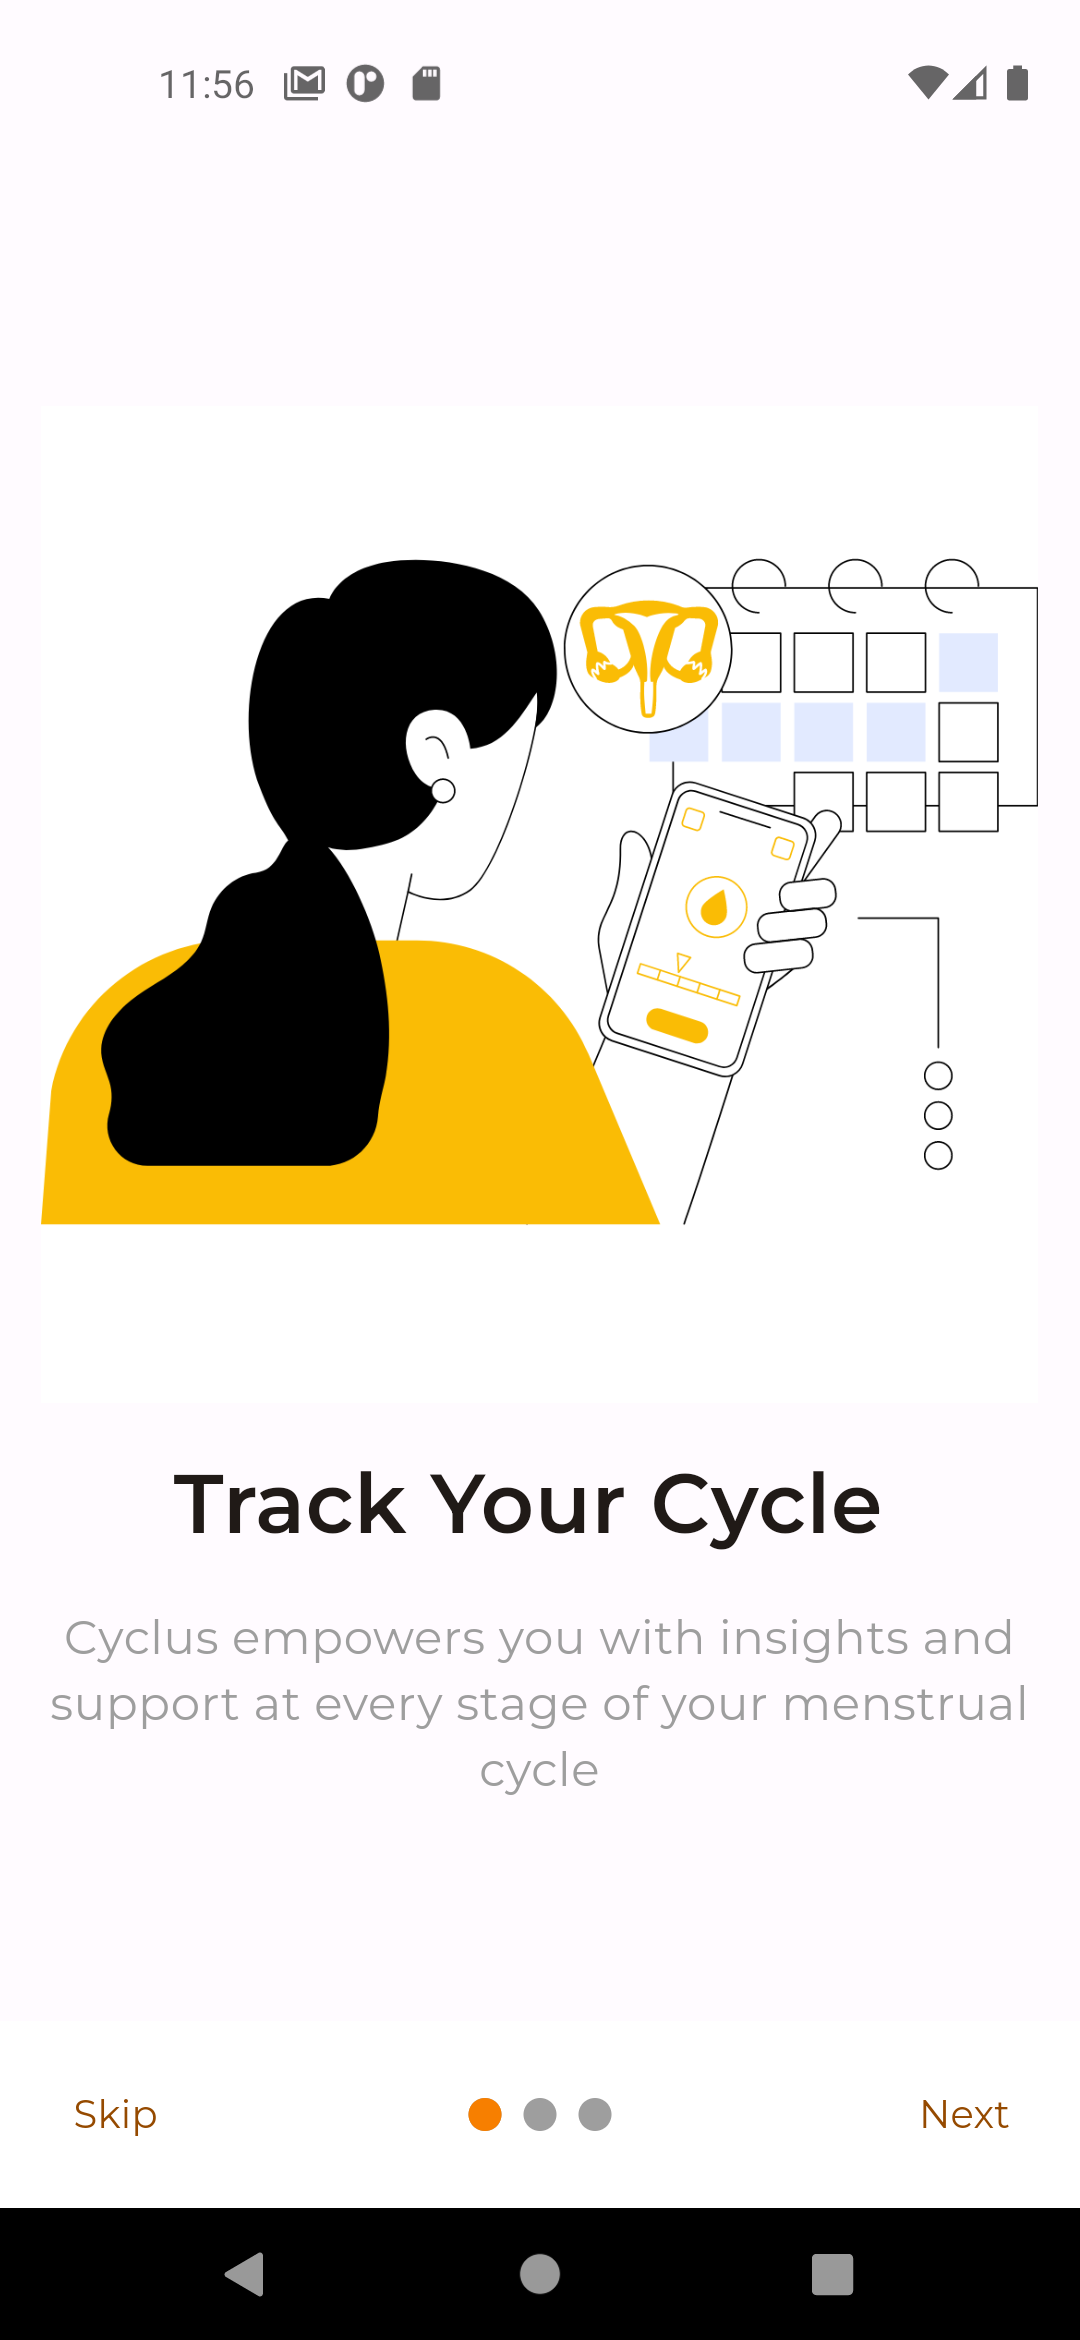 11:56
Track Your Cycle
Cyclus empowers you with insights and
support at every stage of your menstrual
cycle
Skip
Next